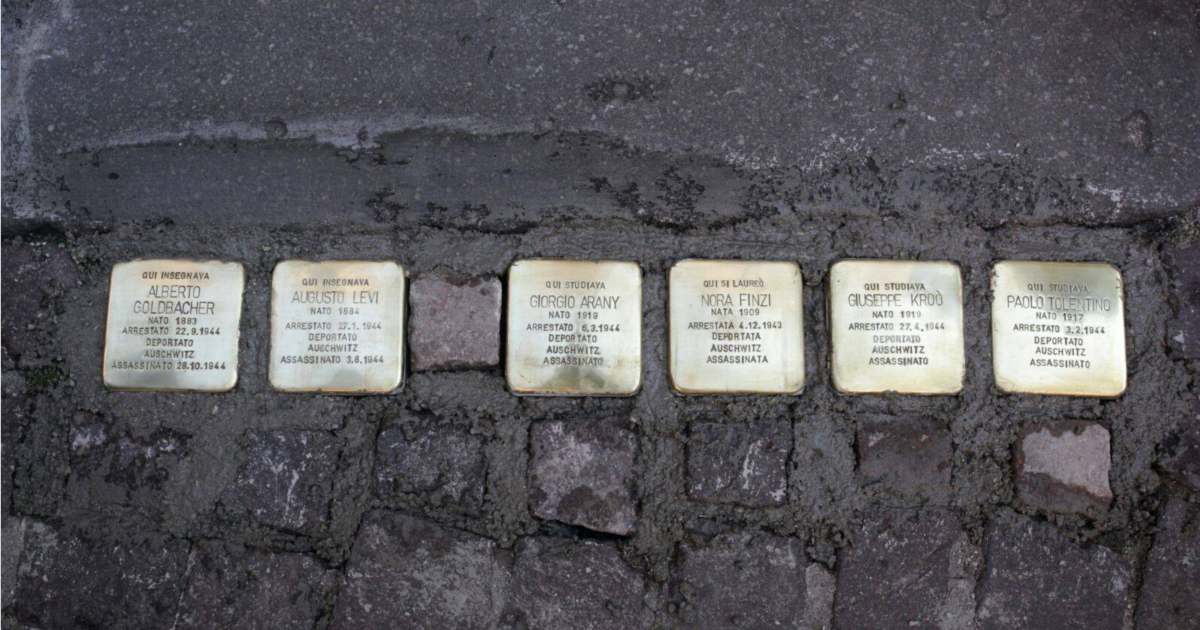 QUI INSEGNAVA
ALBERTO
GOLDBACHER
NATO 1883
ARRESTATO 22.9.1944
DEPORTATO
AUSCHWITZ
ASSASSINATO 28.10.1944
QUI INSEGNAVA
AUGUSTO LEVI
NATO 1884
ARRESTATO 27.1.1944
DEPORTATO
AUSCHWITZ
ASSASSINATO 3.6.1944
QUI STUDIAVA
GIORGIO ARANY
NATO 1919
ARRESTATO 6.3.1944
DEPORTATO
AUSCHWITZ
ASSASSINATO
QUI SI LAUREÒ
NORA FINZI
NATA 1909
ARRESTATA 4.12.1943
DEPORTATA
AUSCHWITZ
ASSASSINATA
QUI STUDIAVA
GIUSEPPE KROÒ
NATO 1919
ARRESTATO 27.4.1944
DEPORTATO
AUSCHWITZ
ASSASSINATO
QUI STUDIAVA
PAOLO TOLENTINO
NATO 1917
ARRESTATO 3.2.1944
DEPORTATO
AUSCHWITZ
ASSASSINATO